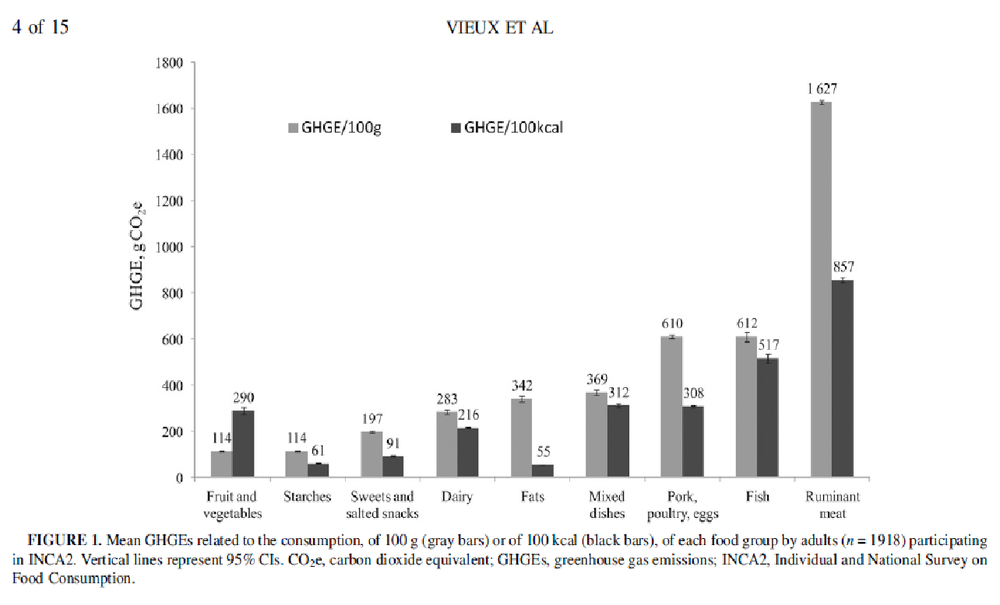 4 of 15
VIEUX ET AL
1800
1600
1400
1200
1000
800
600
400
200
0
GHGE, gCO₂e
GHGE/100g
GHGE/100kcal
114
290
114
61
197
91
283
216
342
55
369
312
610
308
612
517
1 627
857
Fruit and
vegetables
Starches
Sweets and
salted snacks
Dairy
Fats
Mixed
dishes
Pork,
poultry, eggs
Fish
Ruminant
meat
FIGURE 1. Mean GHGEs related to the consumption, of 100 g (gray bars) or of 100 kcal (black bars), of each food group by adults (n = 1918) participating
in INCA2. Vertical lines represent 95% CIs. CO₂e, carbon dioxide equivalent; GHGEs, greenhouse gas emissions; INCA2, Individual and National Survey on
Food Consumption.